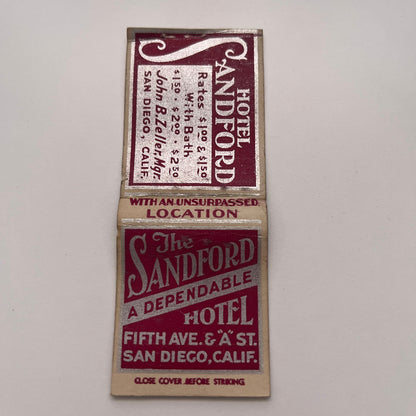 HOTEL
SANDFORD
Rates $1.00 & $1.50
With Bath
$1.50 • $2.00 • $2.50
John B. Zeller, Mgr.
SAN DIEGO, CALIF.
WITH AN UNSURPASSED
LOCATION
The
SANDFORD
A DEPENDABLE
HOTEL
FIFTH AVE. & "A" ST.
SAN DIEGO, CALIF.
CLOSE COVER BEFORE STRIKING